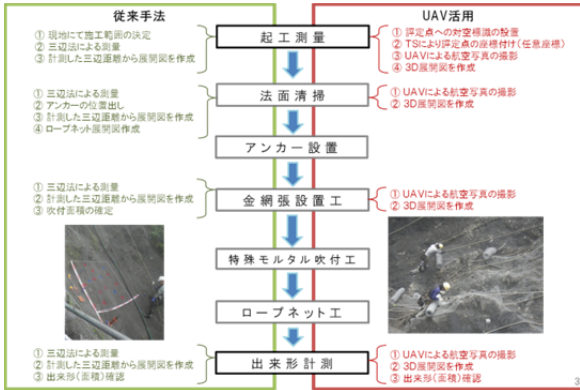 従来手法
UAV活用
① 現地にて施工範囲の決定
② 三辺法による測量
③ 計測した三辺距離から展開図を作成
起工測量
① 評定点への対空標識の設置
② TSにより評定点の座標付け(任意座標)
③ UAVによる航空写真の撮影
④ 3D展開図を作成
① 三辺法による測量
② アンカーの位置出し
③ 計測した三辺距離から展開図を作成
④ ロープネット展開図作成
法面清掃
① UAVによる航空写真の撮影
② 3D展開図を作成
アンカー設置
① 三辺法による測量
② 計測した三辺距離から展開図を作成
③ 吹付面積の確定
金網張設置工
① UAVによる航空写真の撮影
② 3D展開図を作成
特殊モルタル吹付工
ロープネット工
① 三辺法による測量
② 計測した三辺距離から展開図を作成
③ 出来形(面積)確認
出来形計測
① UAVによる航空写真の撮影
② 3D展開図を作成
③ 出来形(面積)確認
3